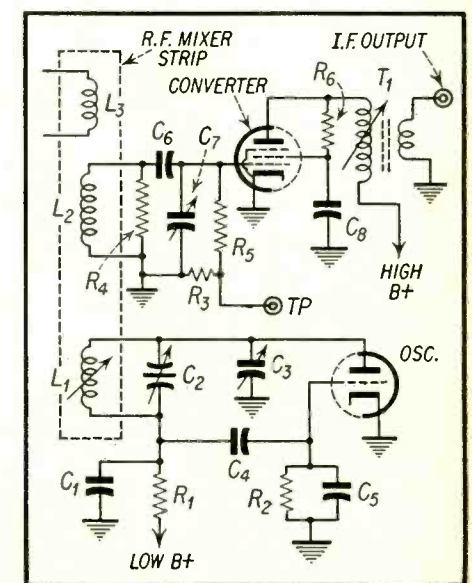 R.F. MIXER
STRIP
I.F. OUTPUT
CONVERTER
R6
T1
L3
C6
C7
L2
C8
R4
R5
R3
HIGH
B+
TP
OSC.
L1
C2
C3
C4
C1
R1
R2
C5
LOW B+